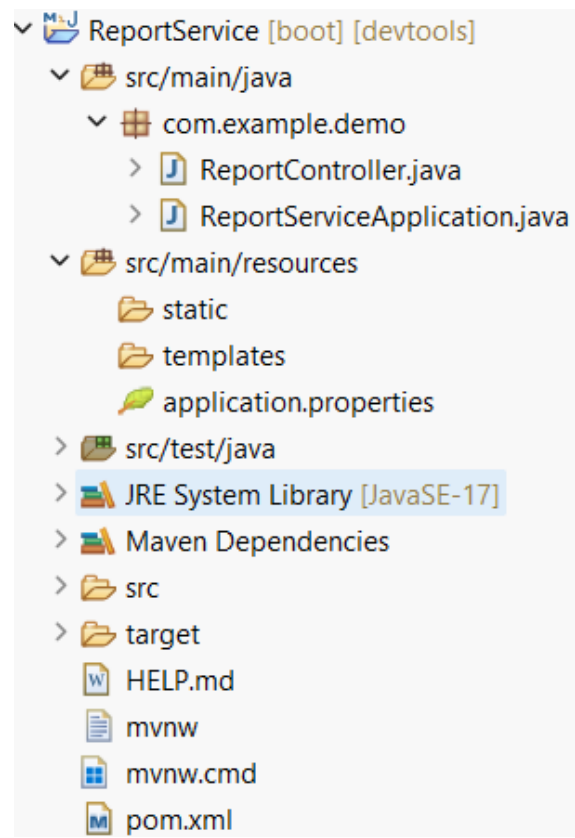 ReportService [boot] [devtools]
src/main/java
com.example.demo
ReportController.java
ReportServiceApplication.java
src/main/resources
static
templates
application.properties
src/test/java
JRE System Library [JavaSE-17]
Maven Dependencies
src
target
HELP.md
mvnw
mvnw.cmd
pom.xml